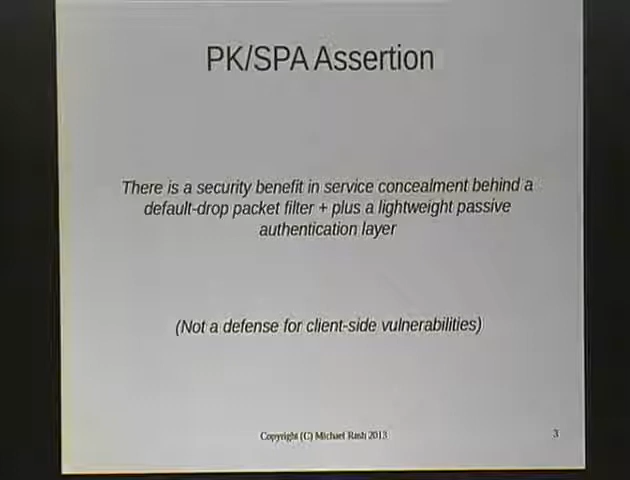 PK/SPA Assertion
There is a security benefit in service concealment behind a
default-drop packet filter + plus a lightweight passive
authentication layer
(Not a defense for client-side vulnerabilities)
Copyright (C) Michael Rash 2013
3